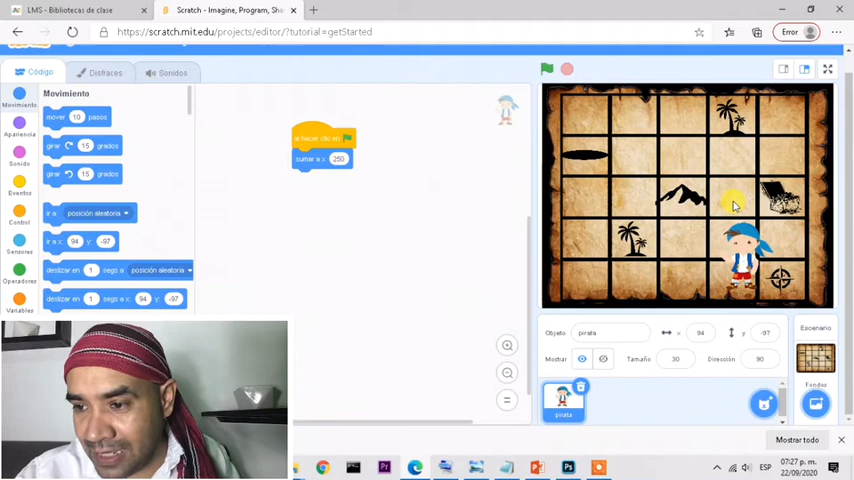 LMS - Bibliotecas de clase
Scratch - Imagine, Program, Sha
https://scratch.mit.edu/projects/editor/?tutorial=getStarted
Error
Código
Disfraces
Sonidos
Movimiento
Movimiento
Apariencia
Sonido
Eventos
Control
Sensores
Operadores
Variables
mover 10 pasos
girar 15 grados
girar 15 grados
ir a posición aleatoria
ir a x: 94 y: -97
deslizar en 1 segs a posición aleatoria
deslizar en 1 segs a x: 94 y: -97
al hacer clic en
sumar a x 250
Objeto
pirata
x 94
y -97
Mostrar
Tamaño 30
Dirección 90
pirata
Escenario
Fondos
Mostrar todo
Pr
Ps
ESP
07:27 p. m.
22/09/2020